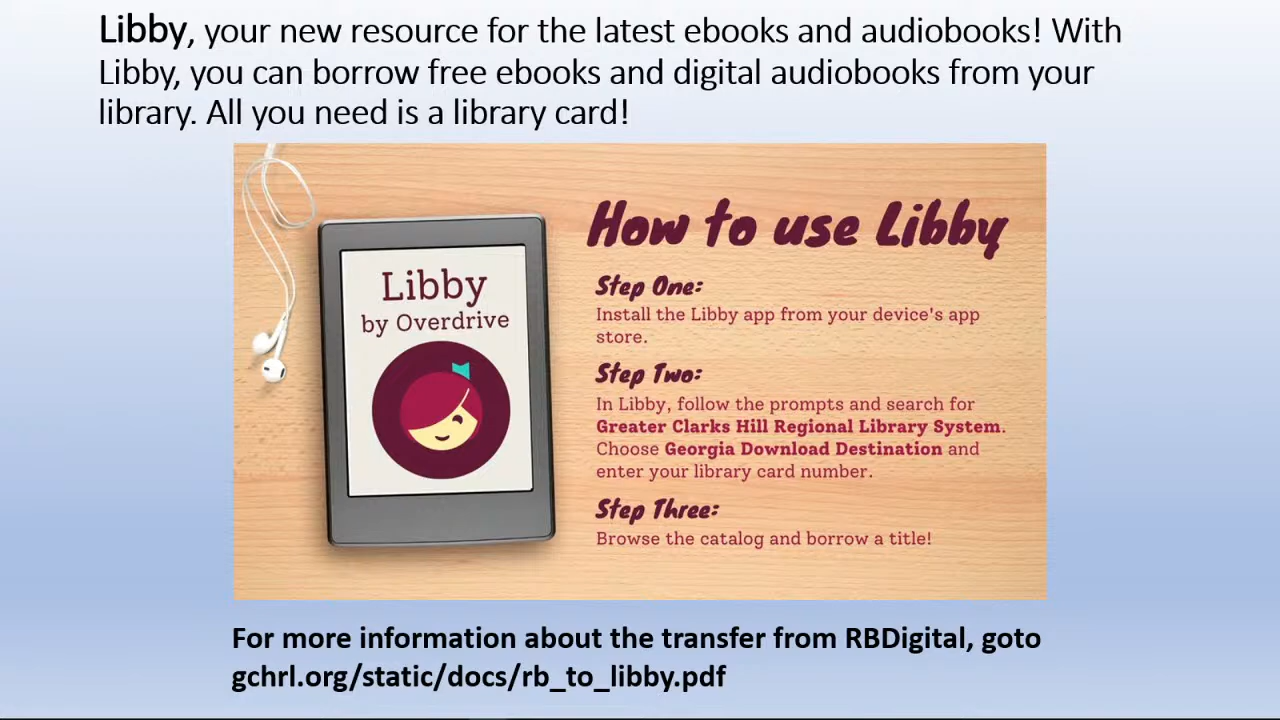 Libby, your new resource for the latest ebooks and audiobooks! With
Libby, you can borrow free ebooks and digital audiobooks from your
library. All you need is a library card!
Libby
by Overdrive
How to use Libby
Step One:
Install the Libby app from your device's app
store.
Step Two:
In Libby, follow the prompts and search for
Greater Clarks Hill Regional Library System.
Choose Georgia Download Destination and
enter your library card number.
Step Three:
Browse the catalog and borrow a title!
For more information about the transfer from RBDigital, goto
gchrl.org/static/docs/rb_to_libby.pdf